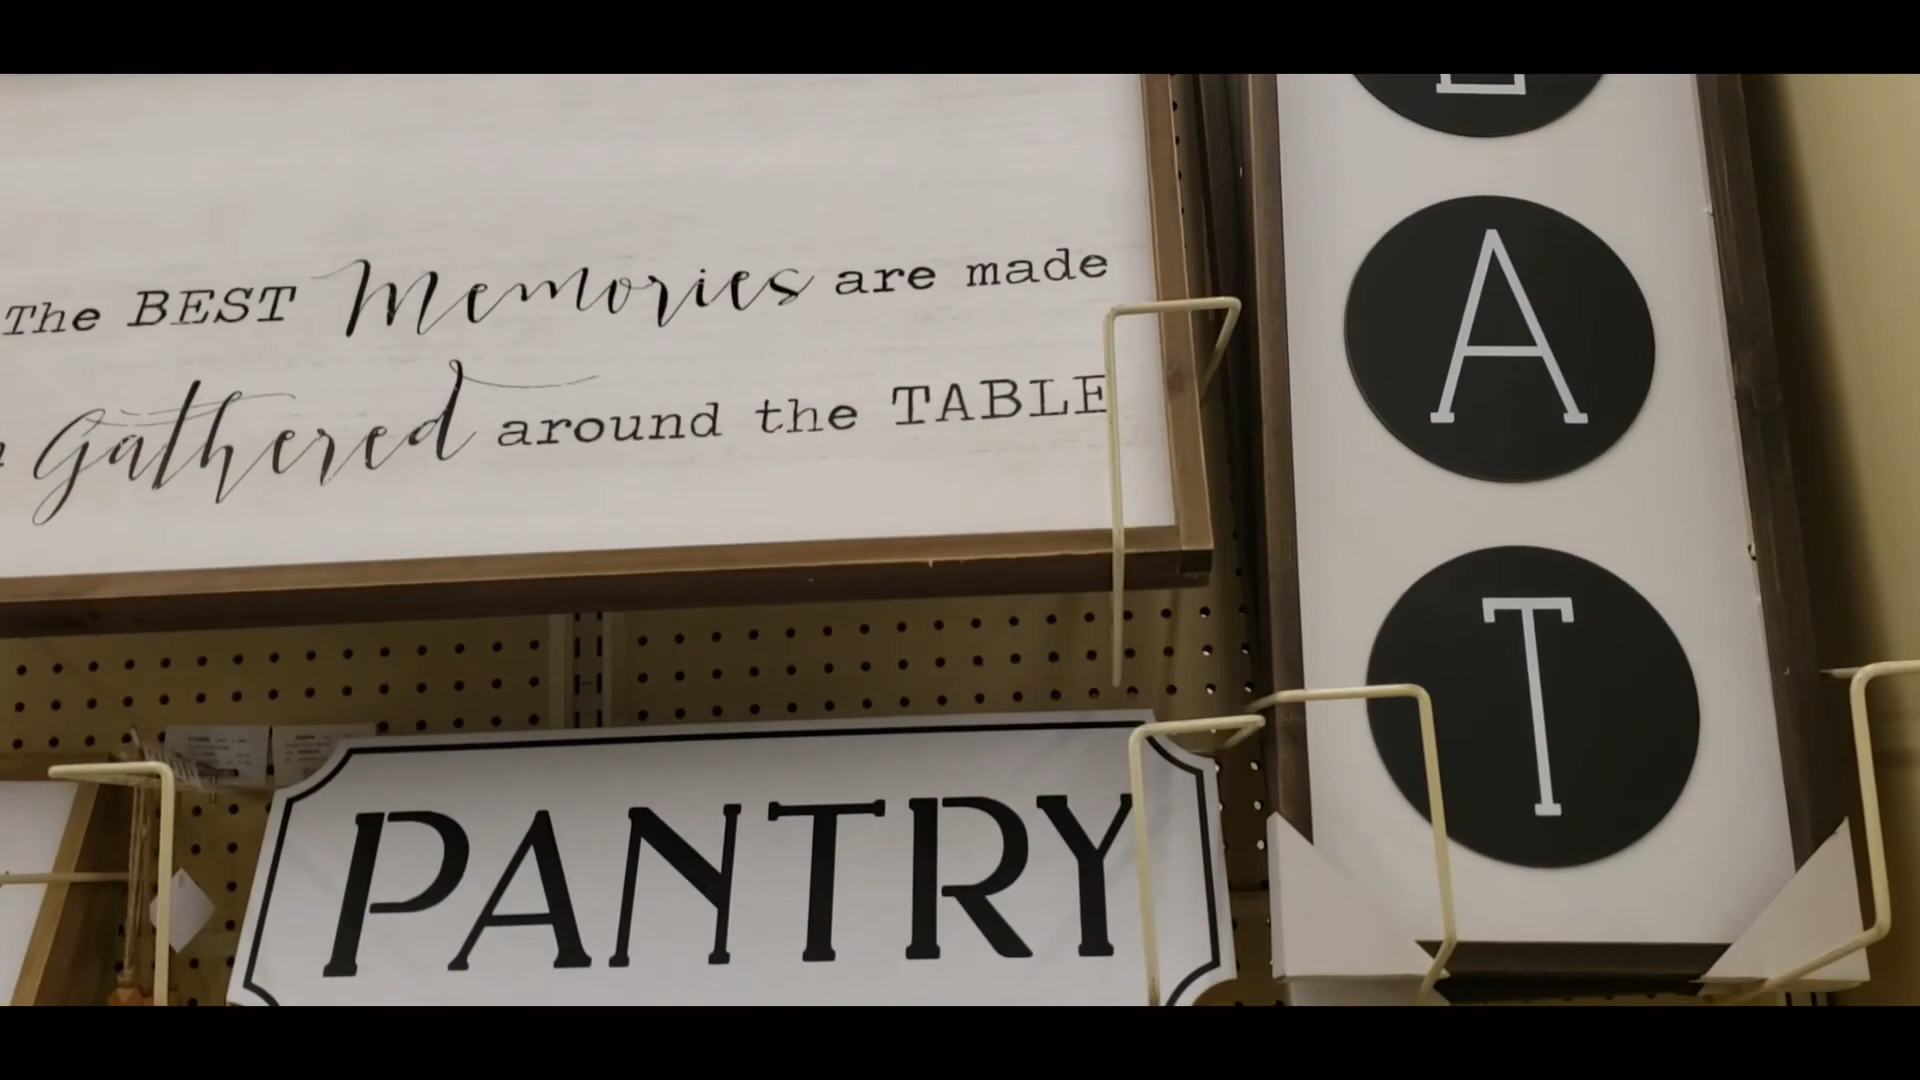 The BEST Memories are made
Gathered around the TABLE
PANTRY
E
A
T